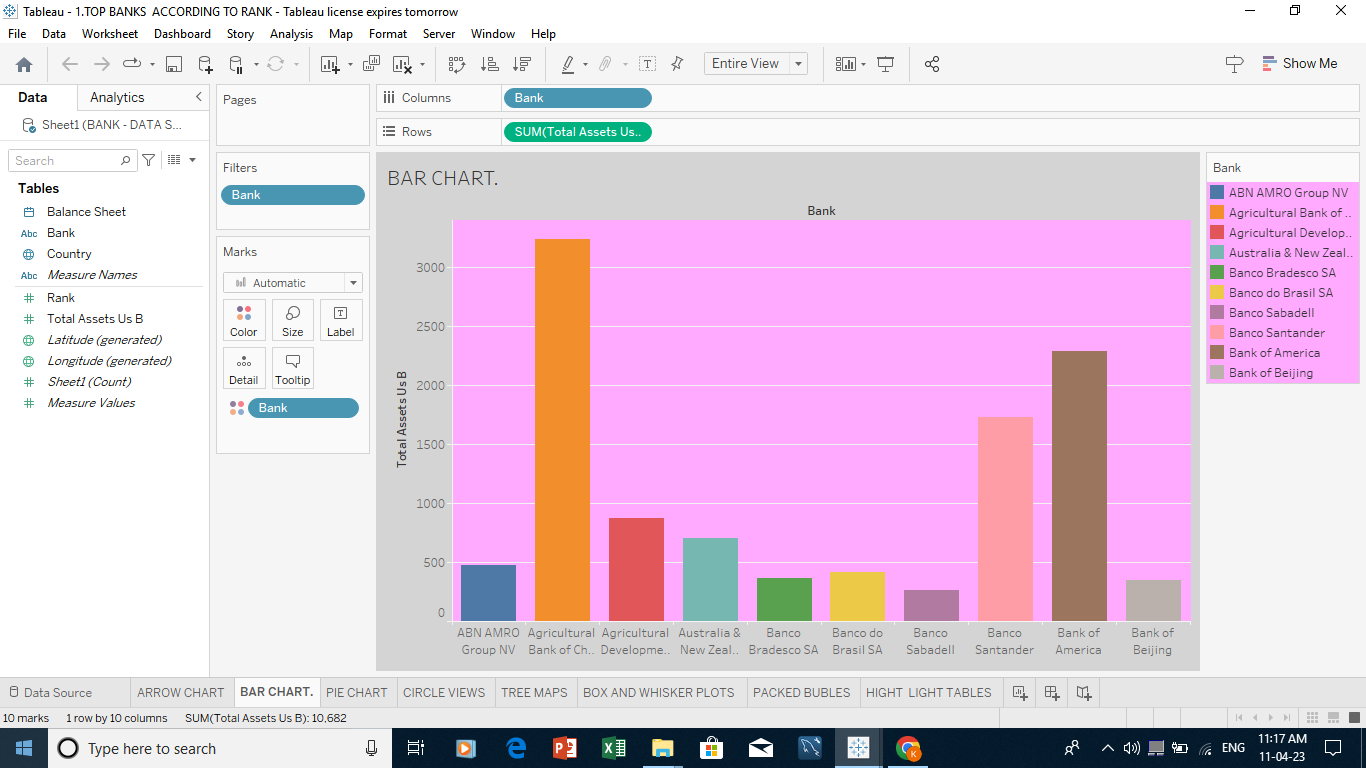 Tableau - 1.TOP BANKS  ACCORDING TO RANK - Tableau license expires tomorrow
File Data Worksheet Dashboard Story Analysis Map Format Server Window Help
Entire View
Show Me
Data Analytics
Sheet1 (BANK - DATA S...
Search
Tables
Balance Sheet
Abc Bank
Country
Abc Measure Names
Rank
Total Assets Us B
Latitude (generated)
Longitude (generated)
Sheet1 (Count)
Measure Values
Pages
Filters
Bank
Marks
Automatic
Color Size Label
Detail Tooltip
Bank
Columns Bank
Rows SUM(Total Assets Us..
BAR CHART.
Bank
Total Assets Us B
3000
2500
2000
1500
1000
500
0
ABN AMRO Group NV
Agricultural Bank of Ch..
Agricultural Developme..
Australia & New Zeal..
Banco Bradesco SA
Banco do Brasil SA
Banco Sabadell
Banco Santander
Bank of America
Bank of Beijing
Bank
ABN AMRO Group NV
Agricultural Bank of ..
Agricultural Develop..
Australia & New Zeal..
Banco Bradesco SA
Banco do Brasil SA
Banco Sabadell
Banco Santander
Bank of America
Bank of Beijing
Data Source ARROW CHART BAR CHART. PIE CHART CIRCLE VIEWS TREE MAPS BOX AND WHISKER PLOTS PACKED BUBLES HIGHT  LIGHT TABLES
10 marks 1 row by 10 columns SUM(Total Assets Us B): 10,682
Type here to search
K
ENG
11:17 AM
11-04-23